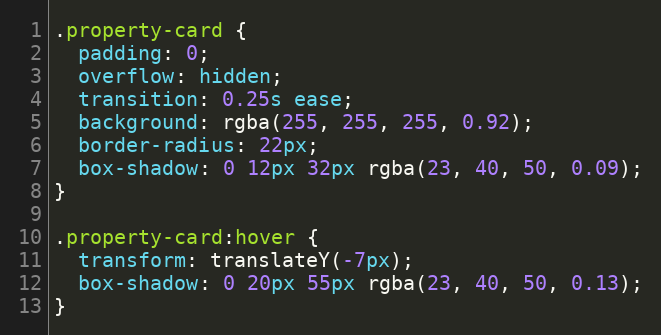 1 .property-card {
2   padding: 0;
3   overflow: hidden;
4   transition: 0.25s ease;
5   background: rgba(255, 255, 255, 0.92);
6   border-radius: 22px;
7   box-shadow: 0 12px 32px rgba(23, 40, 50, 0.09);
8 }
9
10 .property-card:hover {
11   transform: translateY(-7px);
12   box-shadow: 0 20px 55px rgba(23, 40, 50, 0.13);
13 }